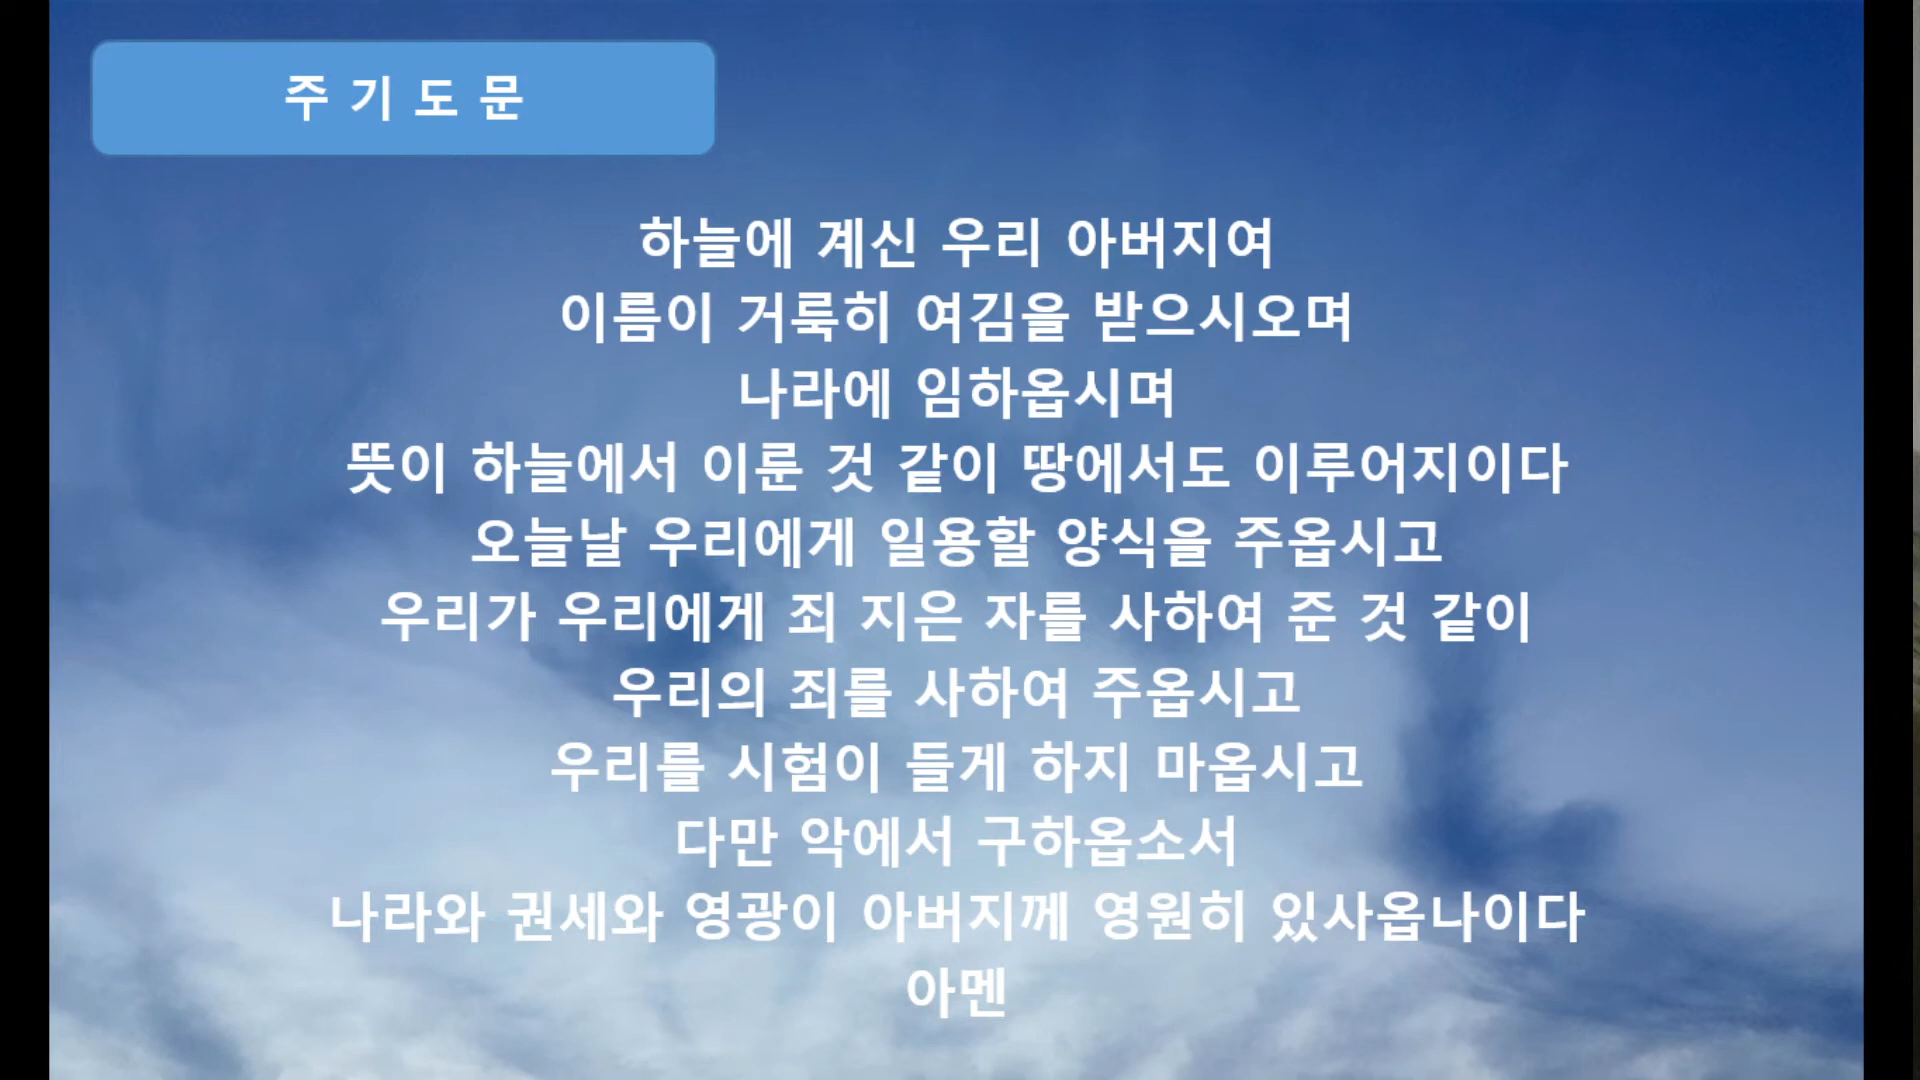 주 기 도 문
하늘에 계신 우리 아버지여
이름이 거룩히 여김을 받으시오며
나라에 임하옵시며
뜻이 하늘에서 이룬 것 같이 땅에서도 이루어지이다
오늘날 우리에게 일용할 양식을 주옵시고
우리가 우리에게 죄 지은 자를 사하여 준 것 같이
우리의 죄를 사하여 주옵시고
우리를 시험이 들게 하지 마옵시고
다만 악에서 구하옵소서
나라와 권세와 영광이 아버지께 영원히 있사옵나이다
아멘